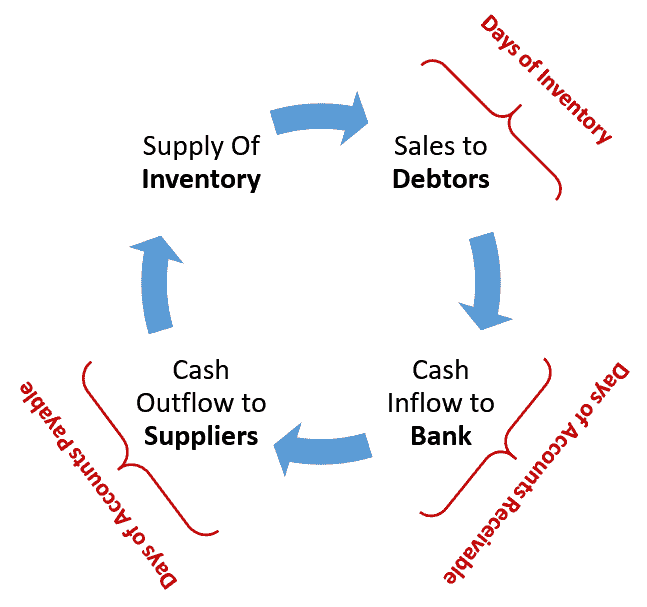 Supply Of
Inventory
Sales to
Debtors
Days of Inventory
Cash
Inflow to
Bank
Days of Accounts Receivable
Cash
Outflow to
Suppliers
Days of Accounts Payable